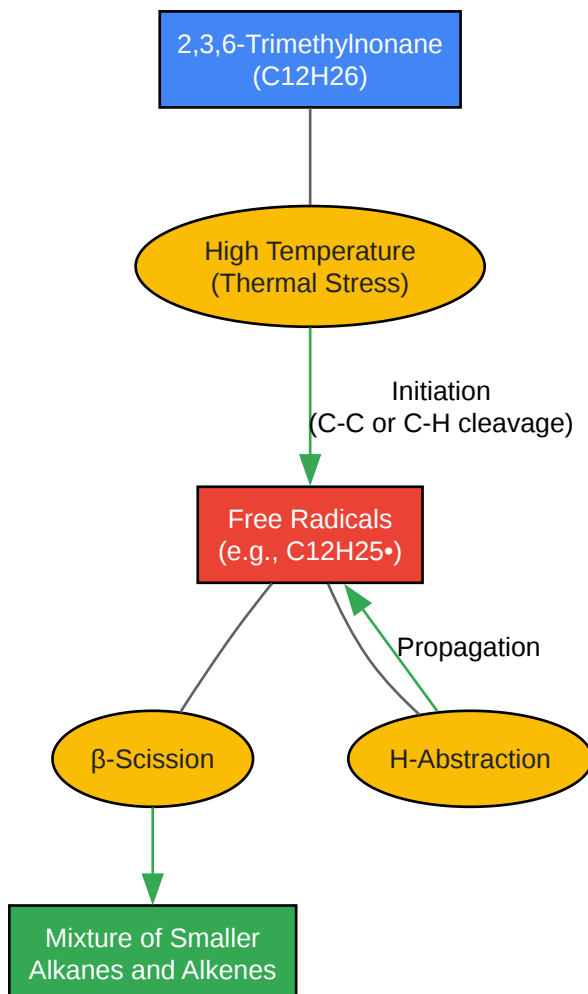 2,3,6-Trimethylnonane
(C12H26)
High Temperature
(Thermal Stress)
Initiation
(C-C or C-H cleavage)
Free Radicals
(e.g., C12H25•)
Propagation
β-Scission
H-Abstraction
Mixture of Smaller
Alkanes and Alkenes